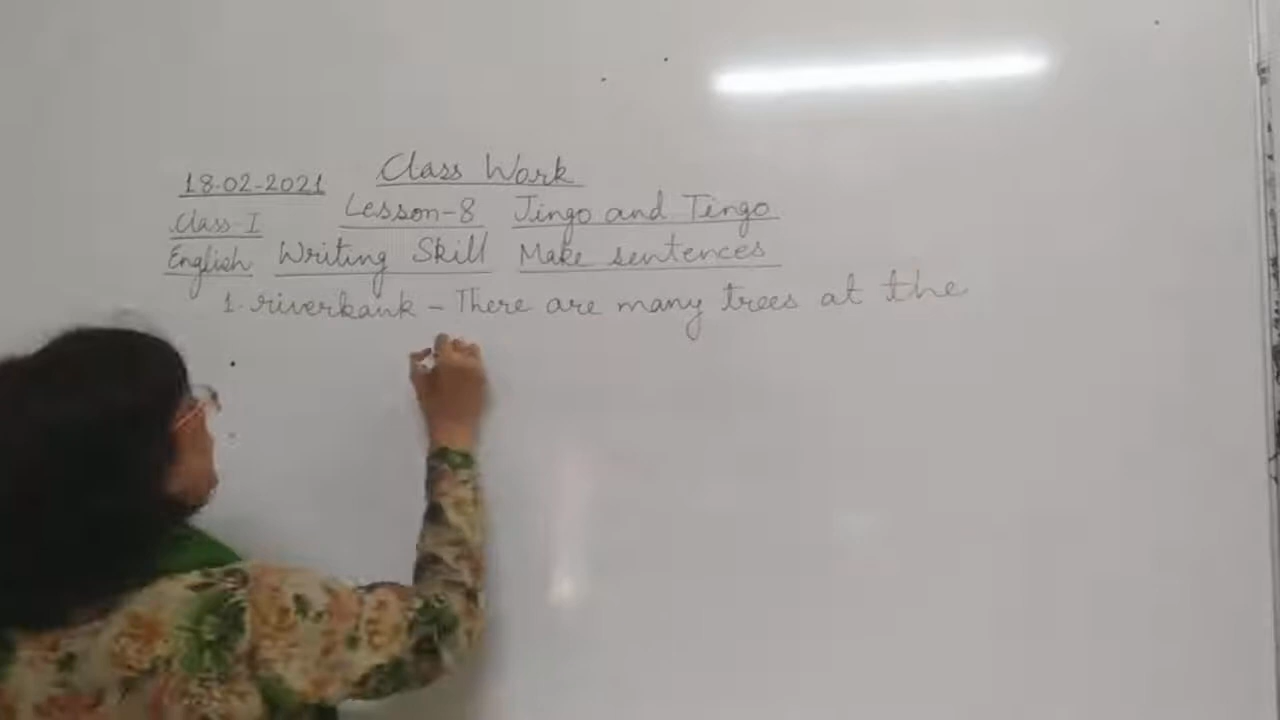 Class Work
18.02-2021
Lesson-8 Jingo and Tingo
Class-I
English Writing Skill Make sentences
1. riverbank - There are many trees at the